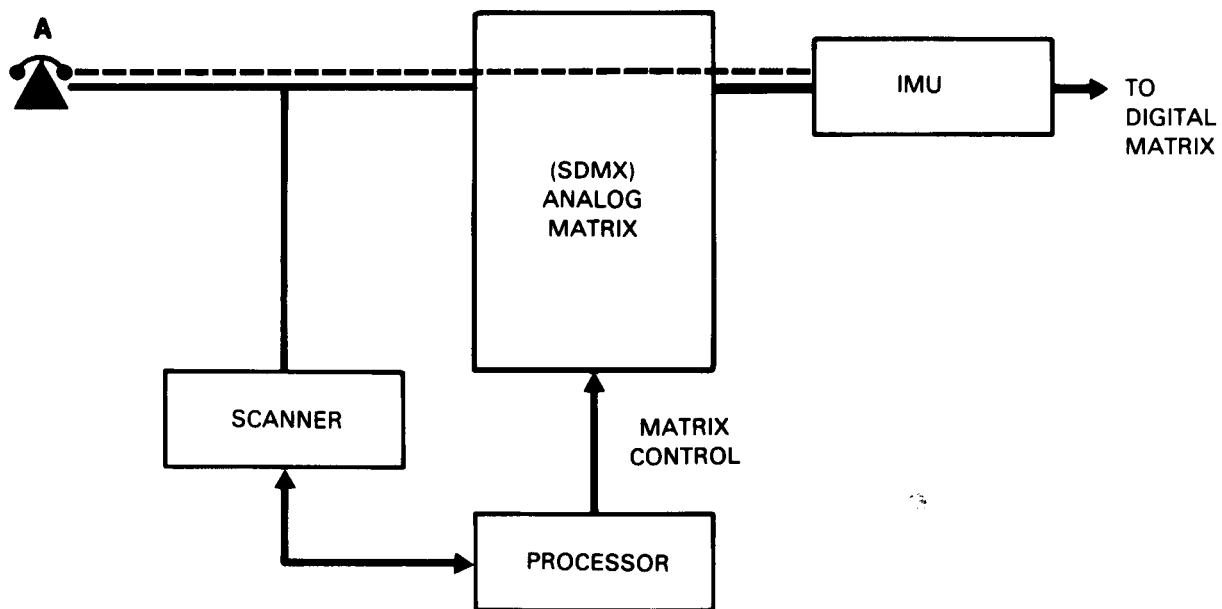 A
IMU
TO
DIGITAL
MATRIX
(SDMX)
ANALOG
MATRIX
SCANNER
MATRIX
CONTROL
PROCESSOR